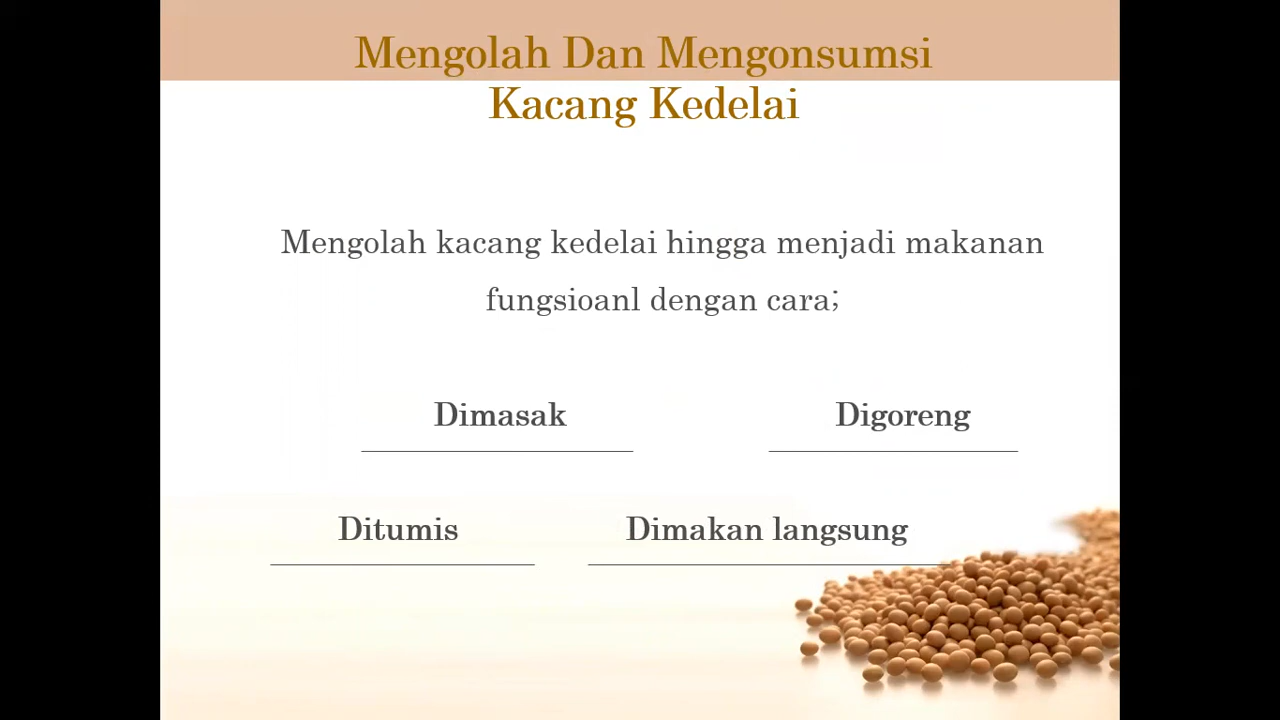 Mengolah Dan Mengonsumsi
Kacang Kedelai
Mengolah kacang kedelai hingga menjadi makanan
fungsioanl dengan cara;
Dimasak
Digoreng
Ditumis
Dimakan langsung